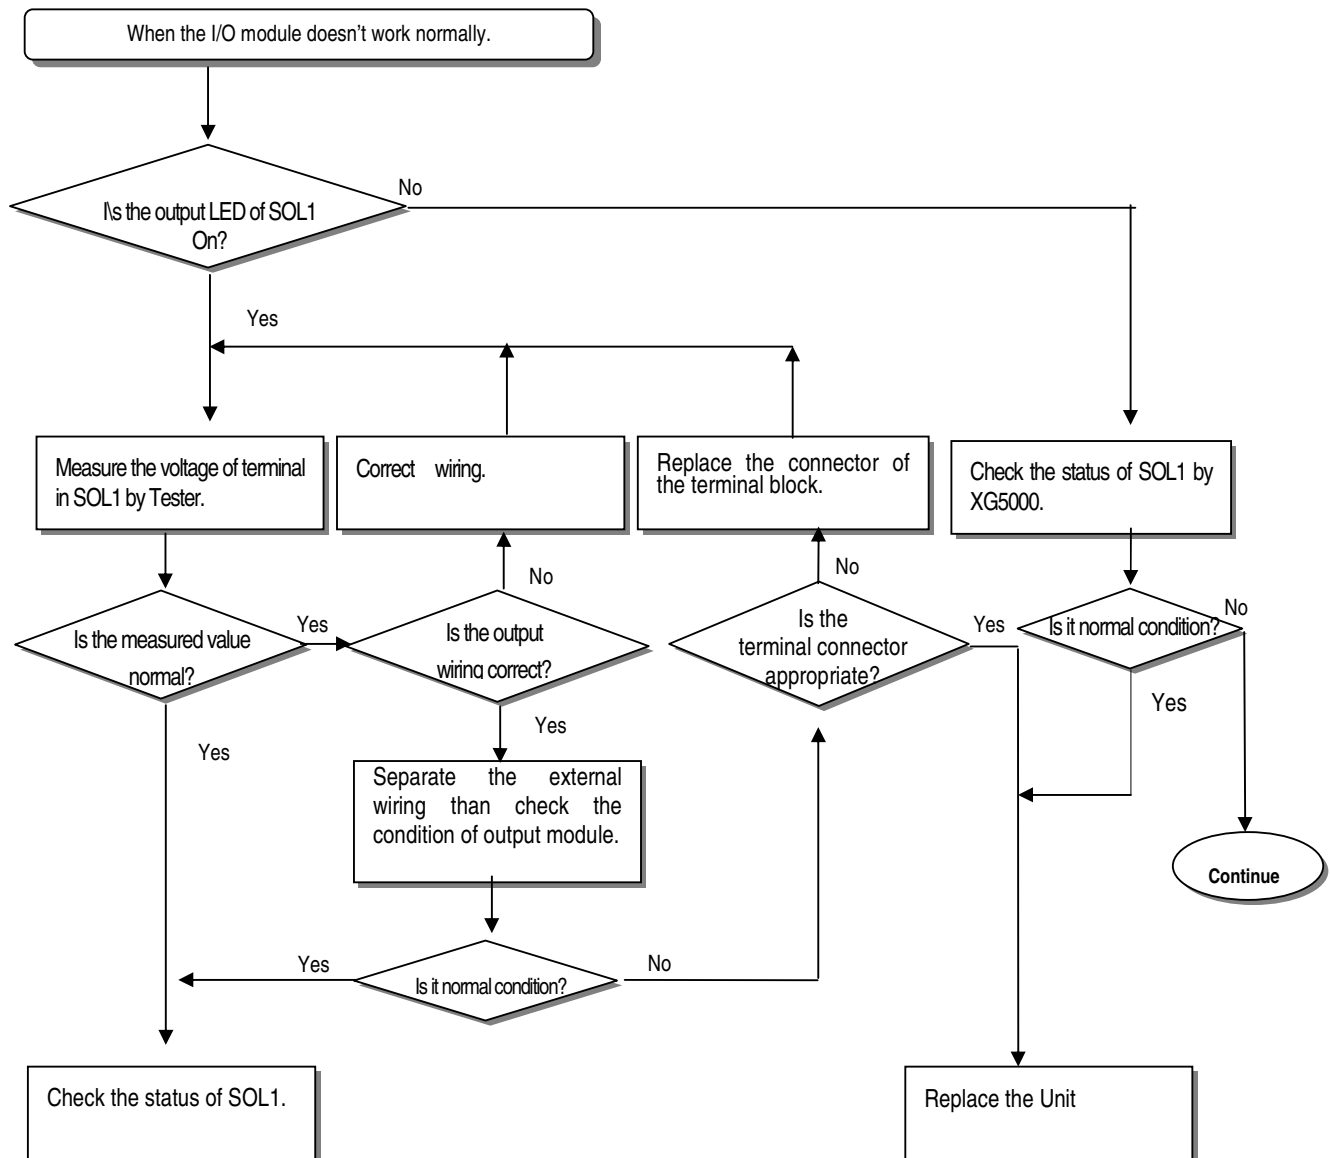 When the I/O module doesn't work normally.
I\s the output LED of SOL1
On?
No
Yes
Measure the voltage of terminal
in SOL1 by Tester.
Correct wiring.
Replace the connector of
the terminal block.
Check the status of SOL1 by
XG5000.
No
No
Is the measured value
normal?
Yes
Is the output
wiring correct?
Is the
terminal connector
appropriate?
Yes
Is it normal condition?
No
Yes
Yes
Yes
Separate the external
wiring than check the
condition of output module.
Continue
Yes
Is it normal condition?
No
Check the status of SOL1.
Replace the Unit